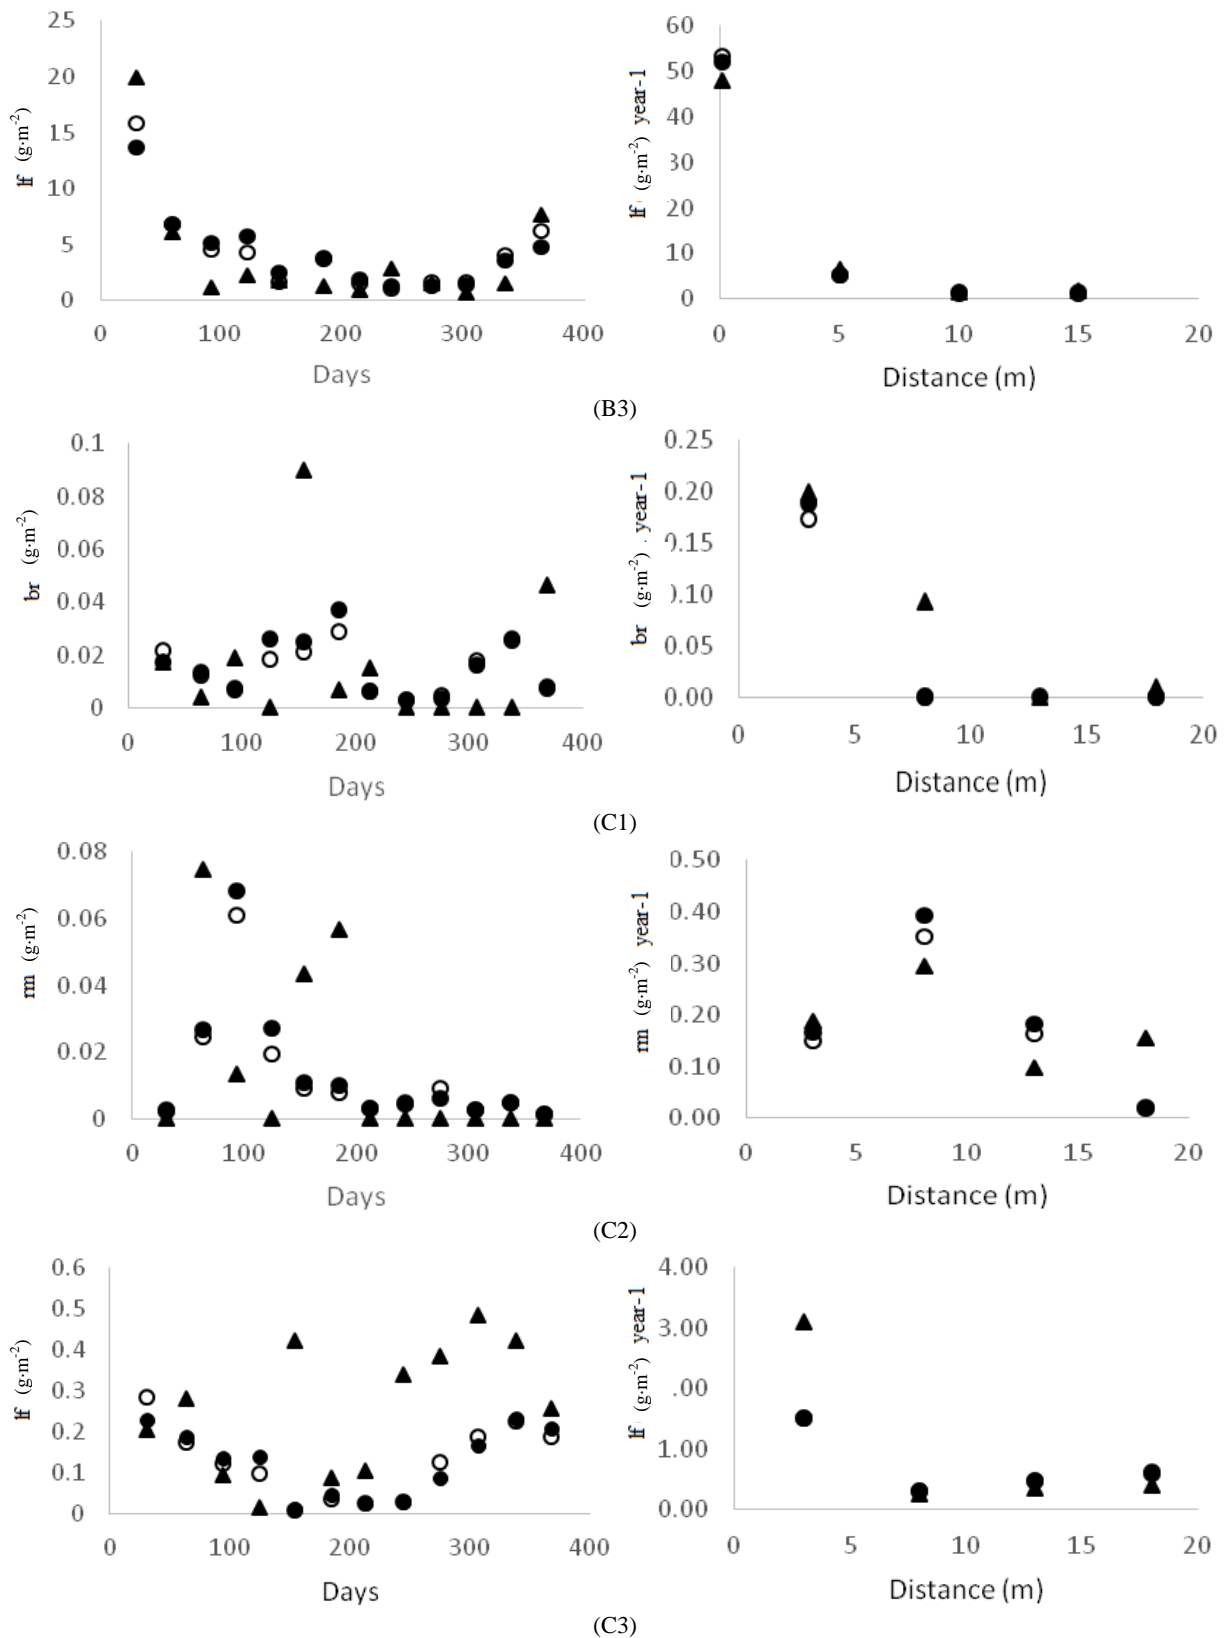 25
20
15
10
5
0
lf (g·m-2)
0 100 200 300 400
Days
60
50
40
30
20
10
0
lf (g·m-2) year-1
0 5 10 15 20
Distance (m)
(B3)
0.1
0.08
0.06
0.04
0.02
0
br (g·m-2)
0 100 200 300 400
Days
0.25
0.20
0.15
0.10
0.05
0.00
br (g·m-2) . year-1
0 5 10 15 20
Distance (m)
(C1)
0.08
0.06
0.04
0.02
0
rm (g·m-2)
0 100 200 300 400
Days
0.50
0.40
0.30
0.20
0.10
0.00
rm (g·m-2) year-1
0 5 10 15 20
Distance (m)
(C2)
0.6
0.5
0.4
0.3
0.2
0.1
0
lf (g·m-2)
0 100 200 300 400
Days
4.00
3.00
.00
1.00
0.00
lf (g·m-2) year-1
0 5 10 15 20
Distance (m)
(C3)